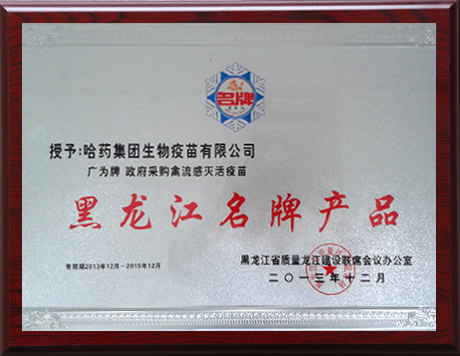 名牌
授予:哈药集团生物疫苗有限公司
广为牌 政府采购禽流感灭活疫苗
黑龙江名牌产品
有效期2013年12月—2015年12月
黑龙江省质量龙江建设联席会议办公室
二〇一三年十二月